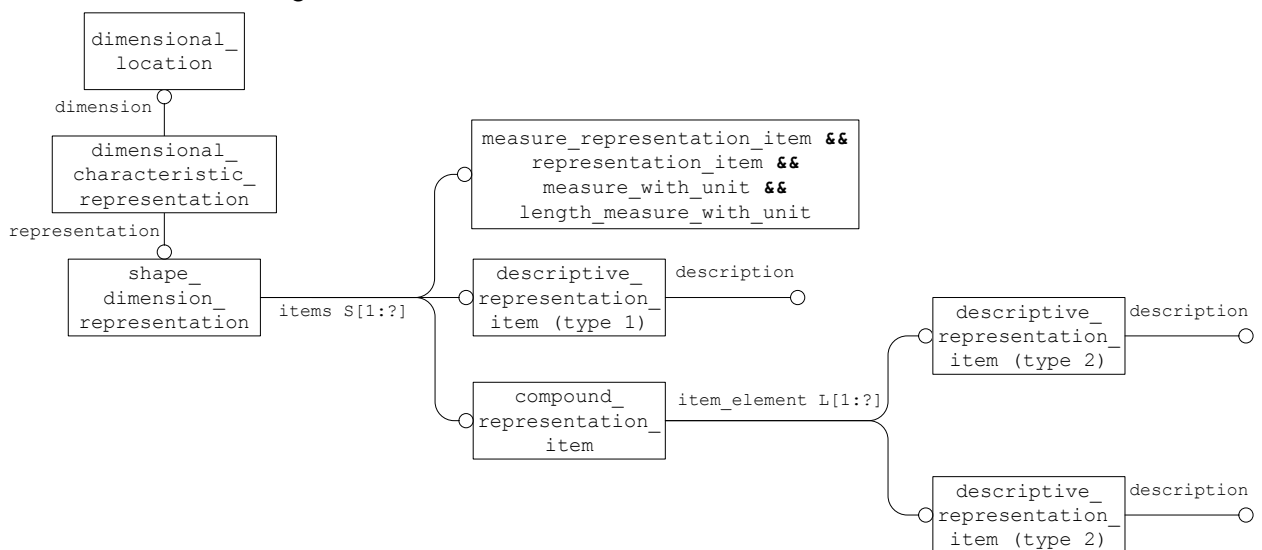 dimensional_
location
dimension
dimensional_
characteristic_
representation
representation
shape_
dimension_
representation
items S[1:?]
measure_representation_item &&
representation_item &&
measure_with_unit &&
length_measure_with_unit
descriptive_
representation_
item (type 1)
description
compound_
representation_
item
item_element L[1:?]
descriptive_
representation_
item (type 2)
description
descriptive_
representation_
item (type 2)
description